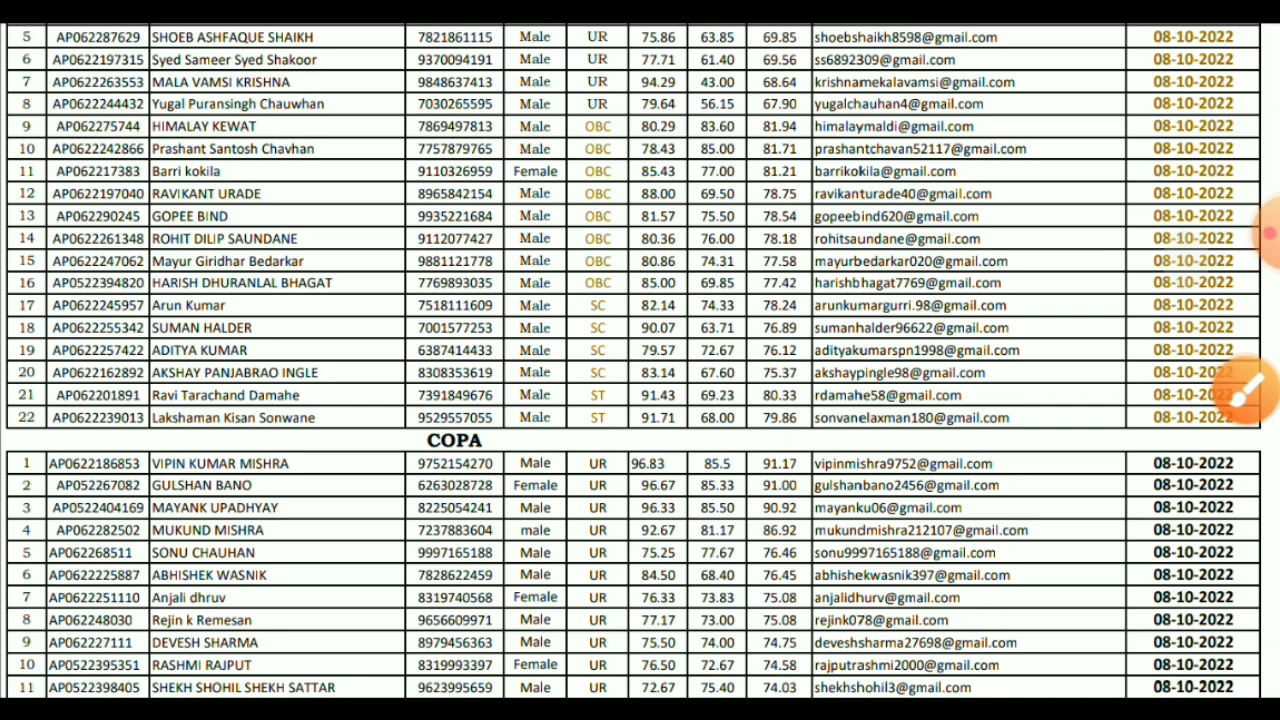 5 AP062287629 SHOEB ASHFAQUE SHAIKH 7821861115 Male UR 75.86 63.85 69.85 shoebshaikh8598@gmail.com 08-10-2022
6 AP0622197315 Syed Sameer Syed Shakoor 9370094191 Male UR 77.71 61.40 69.56 ss6892309@gmail.com 08-10-2022
7 AP0622263553 MALA VAMSI KRISHNA 9848637413 Male UR 94.29 43.00 68.64 krishnamekalavamsi@gmail.com 08-10-2022
8 AP0622244432 Yugal Puransingh Chauwhan 7030265595 Male UR 79.64 56.15 67.90 yugalchauhan4@gmail.com 08-10-2022
9 AP062275744 HIMALAY KEWAT 7869497813 Male OBC 80.29 83.60 81.94 himalaymaldi@gmail.com 08-10-2022
10 AP0622242866 Prashant Santosh Chavhan 7757879765 Male OBC 78.43 85.00 81.71 prashantchavan52117@gmail.com 08-10-2022
11 AP062217383 Barri kokila 9110326959 Female OBC 85.43 77.00 81.21 barrikokila@gmail.com 08-10-2022
12 AP0622197040 RAVIKANT URADE 8965842154 Male OBC 88.00 69.50 78.75 ravikanturade40@gmail.com 08-10-2022
13 AP062290245 GOPEE BIND 9935221684 Male OBC 81.57 75.50 78.54 gopeebind620@gmail.com 08-10-2022
14 AP0622261348 ROHIT DILIP SAUNDANE 9112077427 Male OBC 80.36 76.00 78.18 rohitsaundane@gmail.com 08-10-2022
15 AP0622247062 Mayur Giridhar Bedarkar 9881121778 Male OBC 80.86 74.31 77.58 mayurbedarkar020@gmail.com 08-10-2022
16 AP0522394820 HARISH DHURANLAL BHAGAT 7769893035 Male OBC 85.00 69.85 77.42 harishbhagat7769@gmail.com 08-10-2022
17 AP0622245957 Arun Kumar 7518111609 Male SC 82.14 74.33 78.24 arunkumargurri.98@gmail.com 08-10-2022
18 AP0622255342 SUMAN HALDER 7001577253 Male SC 90.07 63.71 76.89 sumanhalder96622@gmail.com 08-10-2022
19 AP0622257422 ADITYA KUMAR 6387414433 Male SC 79.57 72.67 76.12 adityakumarspn1998@gmail.com 08-10-2022
20 AP0622162892 AKSHAY PANJABRAO INGLE 8308353619 Male SC 83.14 67.60 75.37 akshaypingle98@gmail.com 08-10-2022
21 AP062201891 Ravi Tarachand Damahe 7391849676 Male ST 91.43 69.23 80.33 rdamahe58@gmail.com 08-10-2022
22 AP0622239013 Lakshaman Kisan Sonwane 9529557055 Male ST 91.71 68.00 79.86 sonvanelaxman180@gmail.com 08-10-2022
COPA
1 AP0622186853 VIPIN KUMAR MISHRA 9752154270 Male UR 96.83 85.5 91.17 vipinmishra9752@gmail.com 08-10-2022
2 AP052267082 GULSHAN BANO 6263028728 Female UR 96.67 85.33 91.00 gulshanbano2456@gmail.com 08-10-2022
3 AP0522404169 MAYANK UPADHYAY 8225054241 Male UR 96.33 85.50 90.92 mayanku06@gmail.com 08-10-2022
4 AP062282502 MUKUND MISHRA 7237883604 male UR 92.67 81.17 86.92 mukundmishra212107@gmail.com 08-10-2022
5 AP062268511 SONU CHAUHAN 9997165188 Male UR 75.25 77.67 76.46 sonu9997165188@gmail.com 08-10-2022
6 AP0622225887 ABHISHEK WASNIK 7828622459 Male UR 84.50 68.40 76.45 abhishekwasnik397@gmail.com 08-10-2022
7 AP0622251110 Anjali dhruv 8319740568 Female UR 76.33 73.83 75.08 anjalidhurv@gmail.com 08-10-2022
8 AP062248030 Rejin k Remesan 9656609971 Male UR 77.17 73.00 75.08 rejink078@gmail.com 08-10-2022
9 AP062227111 DEVESH SHARMA 8979456363 Male UR 75.50 74.00 74.75 deveshsharma27698@gmail.com 08-10-2022
10 AP0522395351 RASHMI RAJPUT 8319993397 Female UR 76.50 72.67 74.58 rajputrashmi2000@gmail.com 08-10-2022
11 AP0522398405 SHEKH SHOHIL SHEKH SATTAR 9623995659 Male UR 72.67 75.40 74.03 shekhshohil3@gmail.com 08-10-2022